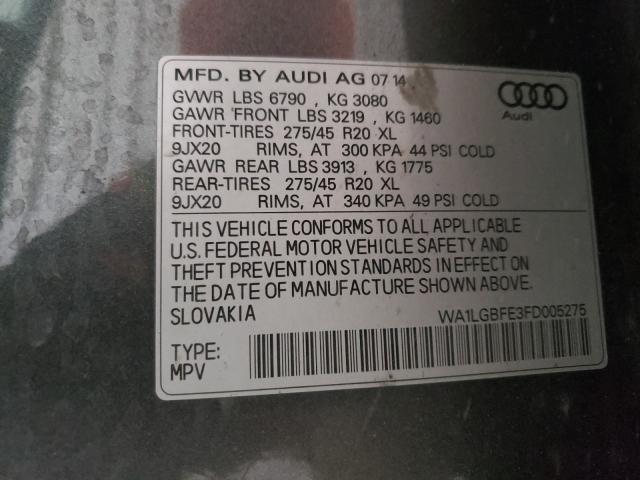 MFD. BY AUDI AG 07 14
GVWR LBS 6790 , KG 3080
GAWR FRONT LBS 3219 , KG 1460
FRONT-TIRES 275/45 R20 XL
9JX20 RIMS, AT 300 KPA 44 PSI COLD
GAWR REAR LBS 3913 , KG 1775
REAR-TIRES 275/45 R20 XL
9JX20 RIMS, AT 340 KPA 49 PSI COLD
Audi
THIS VEHICLE CONFORMS TO ALL APPLICABLE
U.S. FEDERAL MOTOR VEHICLE SAFETY AND
THEFT PREVENTION STANDARDS IN EFFECT ON
THE DATE OF MANUFACTURE SHOWN ABOVE.
SLOVAKIA WA1LGBFE3FD005275
TYPE:
MPV